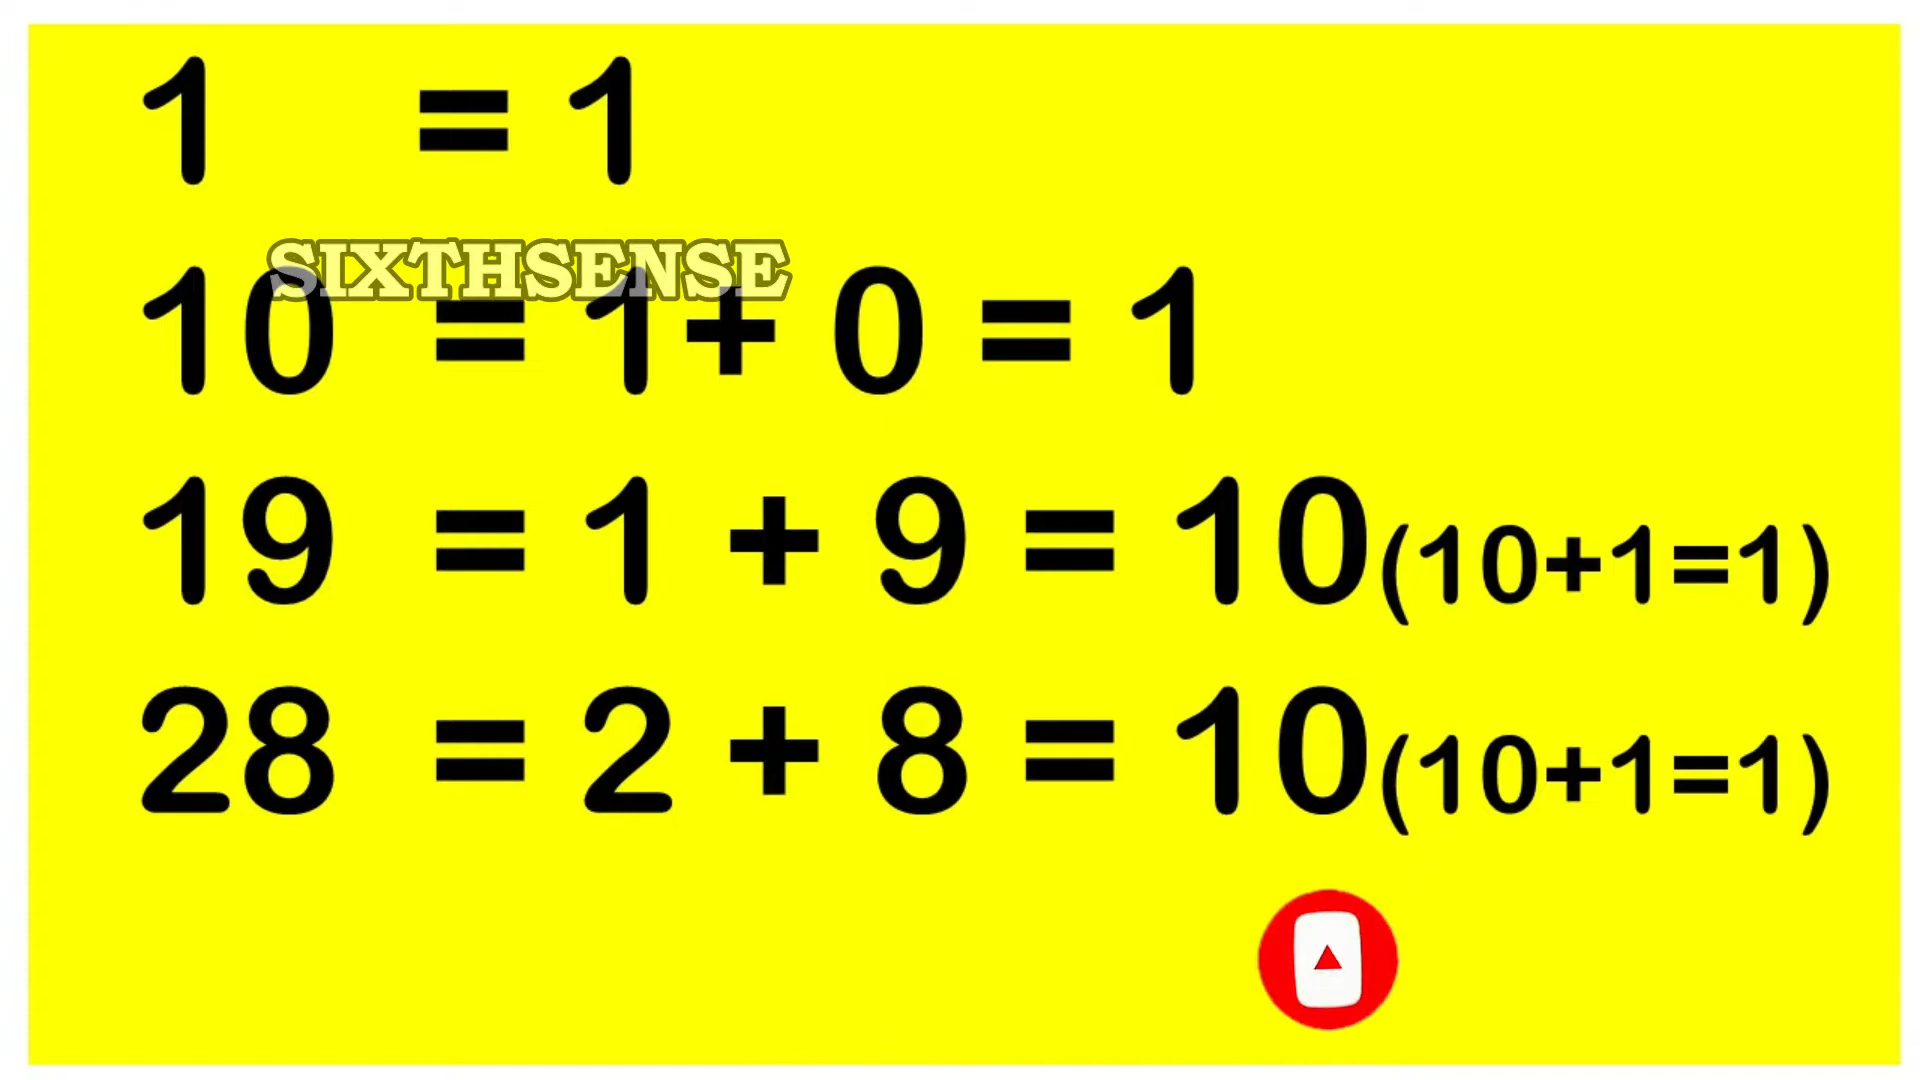 1 = 1
SIXTHSENSE
10 = 1+ 0 = 1
19 = 1 + 9 = 10(10+1=1)
28 = 2 + 8 = 10(10+1=1)